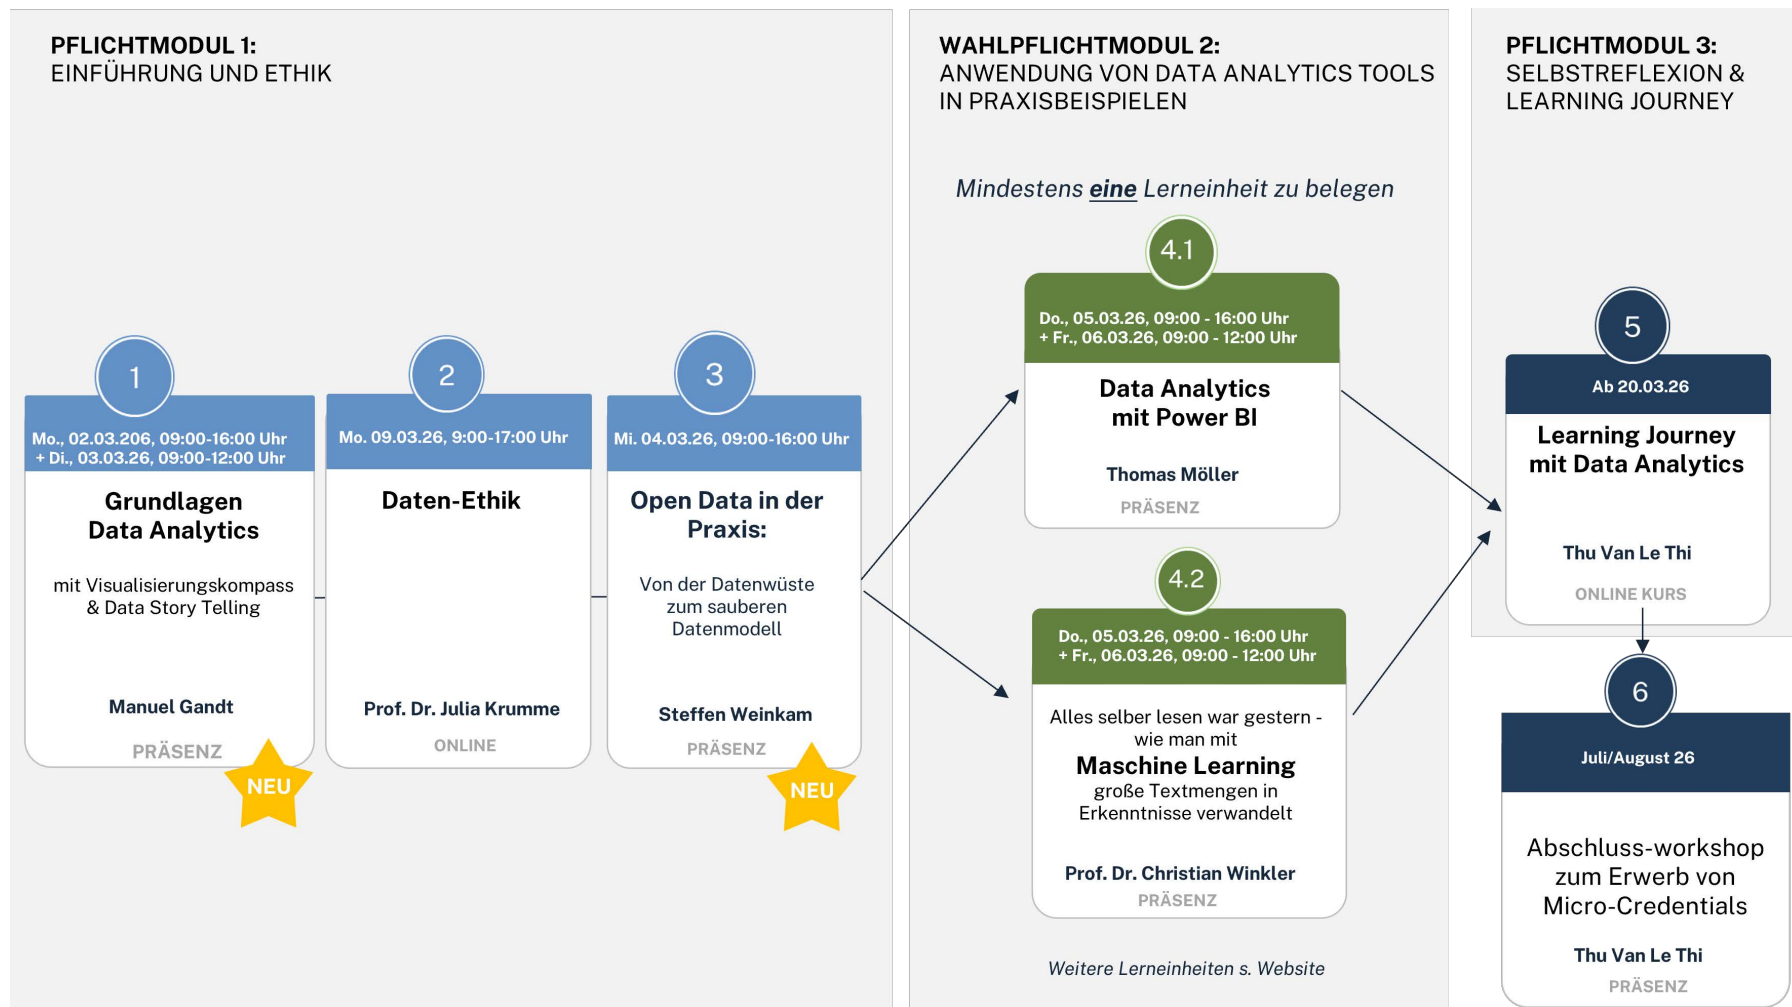 PFLICHTMODUL 1:
EINFÜHRUNG UND ETHIK
1
Mo., 02.03.206, 09:00-16:00 Uhr
+ Di., 03.03.26, 09:00-12:00 Uhr
Grundlagen
Data Analytics
mit Visualisierungskompass
& Data Story Telling
Manuel Gandt
PRÄSENZ
NEU
2
Mo. 09.03.26, 9:00-17:00 Uhr
Daten-Ethik
Prof. Dr. Julia Krumme
ONLINE
3
Mi. 04.03.26, 09:00-16:00 Uhr
Open Data in der
Praxis:
Von der Datenwüste
zum sauberen
Datenmodell
Steffen Weinkam
PRÄSENZ
NEU
WAHLPFLICHTMODUL 2:
ANWENDUNG VON DATA ANALYTICS TOOLS
IN PRAXISBEISPIELEN
Mindestens eine Lerneinheit zu belegen
4.1
Do., 05.03.26, 09:00 - 16:00 Uhr
+ Fr., 06.03.26, 09:00 - 12:00 Uhr
Data Analytics
mit Power BI
Thomas Möller
PRÄSENZ
4.2
Do., 05.03.26, 09:00 - 16:00 Uhr
+ Fr., 06.03.26, 09:00 - 12:00 Uhr
Alles selber lesen war gestern -
wie man mit
Maschine Learning
große Textmengen in
Erkenntnisse verwandelt
Prof. Dr. Christian Winkler
PRÄSENZ
Weitere Lerneinheiten s. Website
PFLICHTMODUL 3:
SELBSTREFLEXION &
LEARNING JOURNEY
5
Ab 20.03.26
Learning Journey
mit Data Analytics
Thu Van Le Thi
ONLINE KURS
6
Juli/August 26
Abschluss-workshop
zum Erwerb von
Micro-Credentials
Thu Van Le Thi
PRÄSENZ